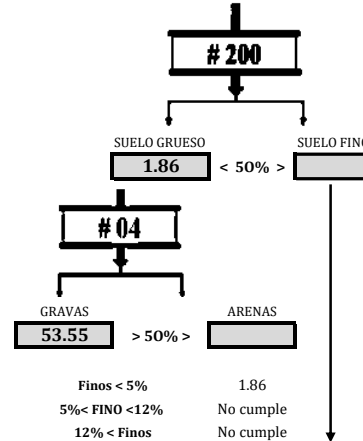 # 200
SUELO GRUESO SUELO FINO
1.86 < 50% >
# 04
GRAVAS ARENAS
53.55 > 50% >
Finos < 5% 1.86
5%< FINO <12% No cumple
12% < Finos No cumple